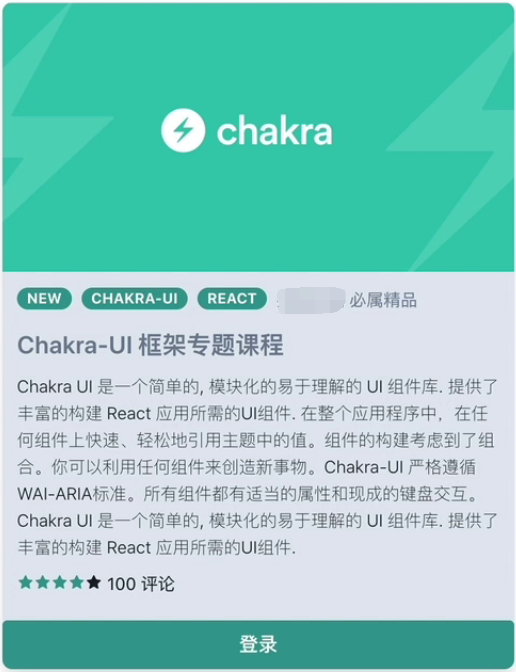 chakra
NEW CHAKRA-UI REACT 必属精品
Chakra-UI 框架专题课程
Chakra UI 是一个简单的, 模块化的易于理解的 UI 组件库. 提供了
丰富的构建 React 应用所需的UI组件. 在整个应用程序中，在任
何组件上快速、轻松地引用主题中的值。组件的构建考虑到了组
合。你可以利用任何组件来创造新事物。Chakra-UI 严格遵循
WAI-ARIA标准。所有组件都有适当的属性和现成的键盘交互。
Chakra UI 是一个简单的, 模块化的易于理解的 UI 组件库. 提供了
丰富的构建 React 应用所需的UI组件.
100 评论
登录